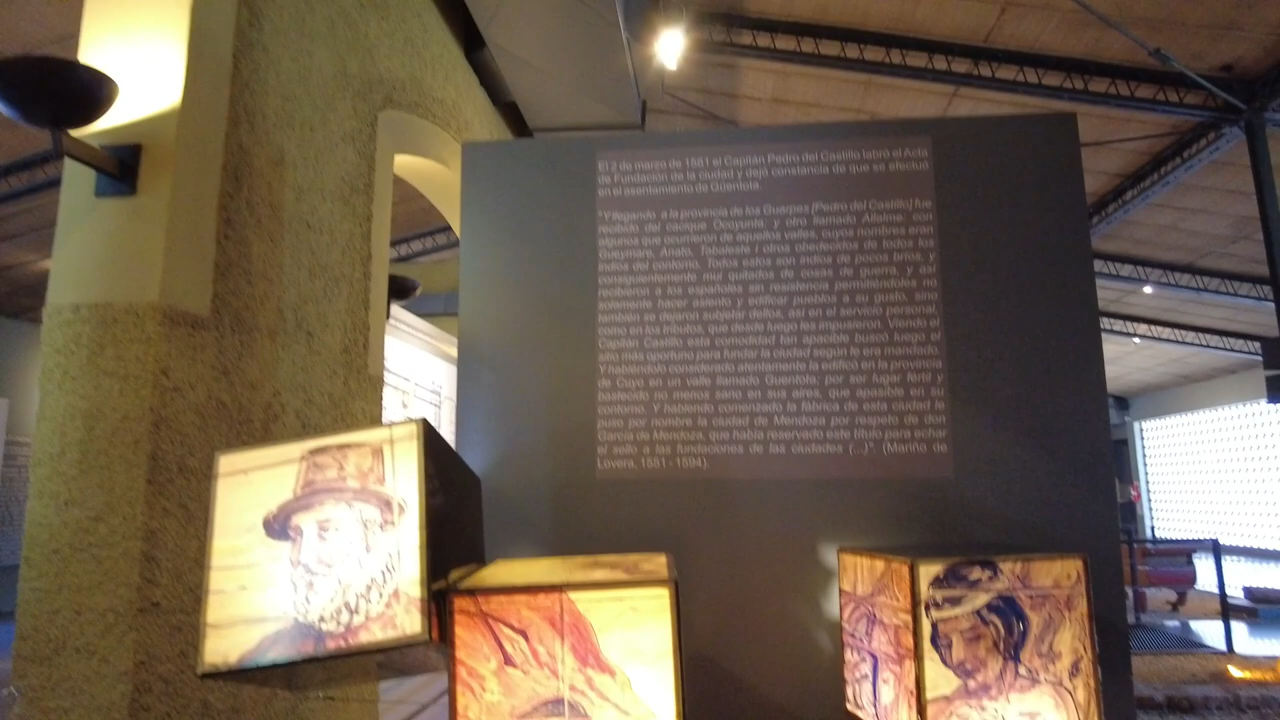 El 2 de marzo de 1561 el Capitán Pedro del Castillo labró el Acta
de Fundación de la ciudad y dejó constancia de que se efectuó
en el asentamiento de Guentota.
"Y llegando a la provincia de los Guarpes [Pedro del Castillo] fue
recibido del cacique Ocoyunta, y otro llamado Allalme; con
algunos que ocurrieron de aquellos valles, cuyos nombres eran
Gueymare, Anato, Tabaleste i otros obedecidos de todos los
indios del contorno. Todos estos son indios de pocos bríos, y
consiguientemente mui quitados de cosas de guerra, y así
recibieron a los españoles sin resistencia permitiéndoles no
solamente hacer asiento y edificar pueblos a su gusto, sino
también se dejaron subjetar dellos, así en el servicio personal,
como en los tributos, que desde luego les impusieron. Viendo el
Capitán Castillo esta comodidad tan apacible buscó luego el
sitio más oportuno para fundar la ciudad según le era mandado.
Y habiéndolo considerado atentamente la edificó en la provincia
de Cuyo en un valle llamado Guentota, por ser lugar fértil y
bastecido no menos sano en sus aires, que apasible en su
contorno. Y habiendo comenzado la fábrica de esta ciudad le
puso por nombre la ciudad de Mendoza por respeto de don
García de Mendoza, que había reservado este título para echar
el sello a las fundaciones de las ciudades (...)". (Mariño de
Lovera, 1551 - 1594).